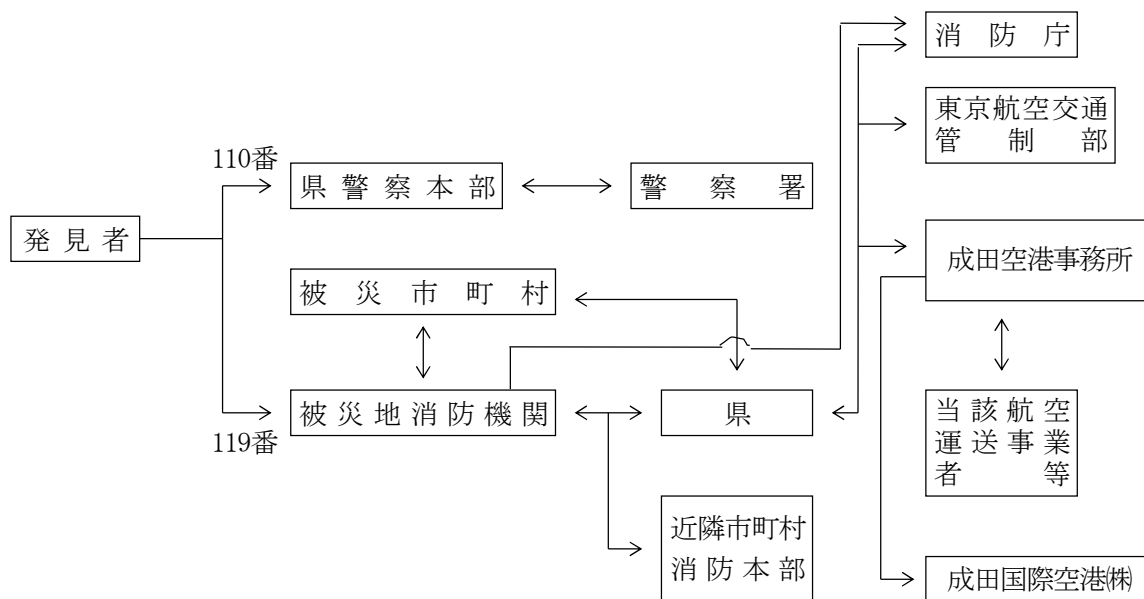 消防庁
東京航空交通
管制部
110番
県警察本部
警察署
発見者
成田空港事務所
被災市町村
被災地消防機関
119番
県
当該航空
運送事業
者等
近隣市町村
消防本部
成田国際空港㈱